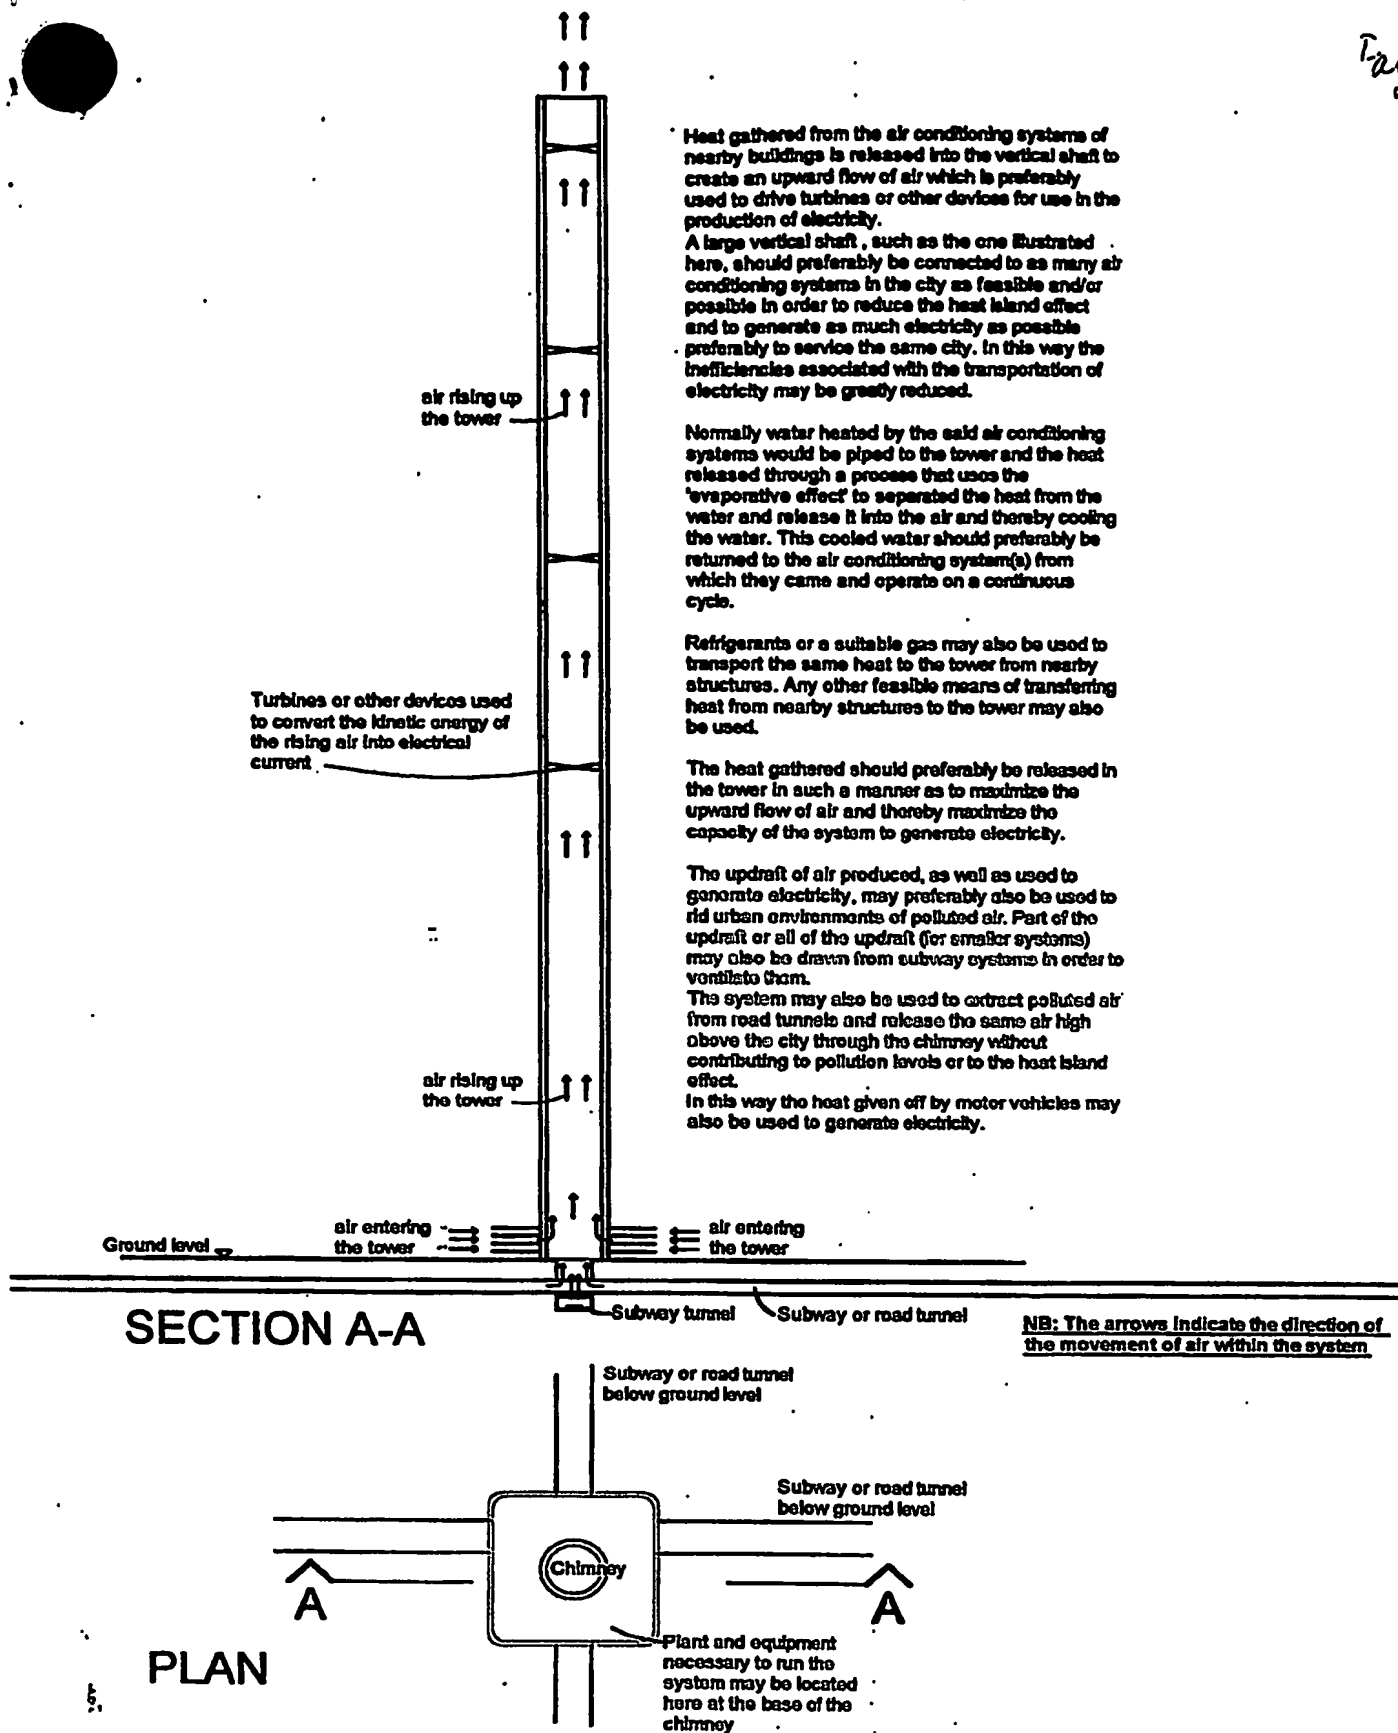 Heat gathered from the air conditioning systems of
nearby buildings is released into the vertical shaft to
create an upward flow of air which is preferably
used to drive turbines or other devices for use in the
production of electricity.
A large vertical shaft , such as the one illustrated
here, should preferably be connected to as many air
conditioning systems in the city as feasible and/or
possible in order to reduce the heat island effect
and to generate as much electricity as possible
preferably to service the same city. In this way the
inefficiencies associated with the transportation of
electricity may be greatly reduced.
Normally water heated by the said air conditioning
systems would be piped to the tower and the heat
released through a process that uses the
'evaporative effect' to separated the heat from the
water and release it into the air and thereby cooling
the water. This cooled water should preferably be
returned to the air conditioning system(s) from
which they came and operate on a continuous
cycle.
Refrigerants or a suitable gas may also be used to
transport the same heat to the tower from nearby
structures. Any other feasible means of transferring
heat from nearby structures to the tower may also
be used.
The heat gathered should preferably be released in
the tower in such a manner as to maximize the
upward flow of air and thereby maximize the
capacity of the system to generate electricity.
The updraft of air produced, as well as used to
generate electricity, may preferably also be used to
rid urban environments of polluted air. Part of the
updraft or all of the updraft (for smaller systems)
may also be drawn from subway systems in order to
ventilate them.
The system may also be used to extract polluted air
from road tunnels and release the same air high
above the city through the chimney without
contributing to pollution levels or to the heat island
effect.
In this way the heat given off by motor vehicles may
also be used to generate electricity.
air rising up
the tower
Turbines or other devices used
to convert the kinetic energy of
the rising air into electrical
current
air rising up
the tower
air entering
the tower
air entering
the tower
Ground level
Subway tunnel
Subway or road tunnel
SECTION A-A
NB: The arrows indicate the direction of
the movement of air within the system
Subway or road tunnel
below ground level
Subway or road tunnel
below ground level
Chimney
A
A
Plant and equipment
necessary to run the
system may be located
here at the base of the
chimney
PLAN